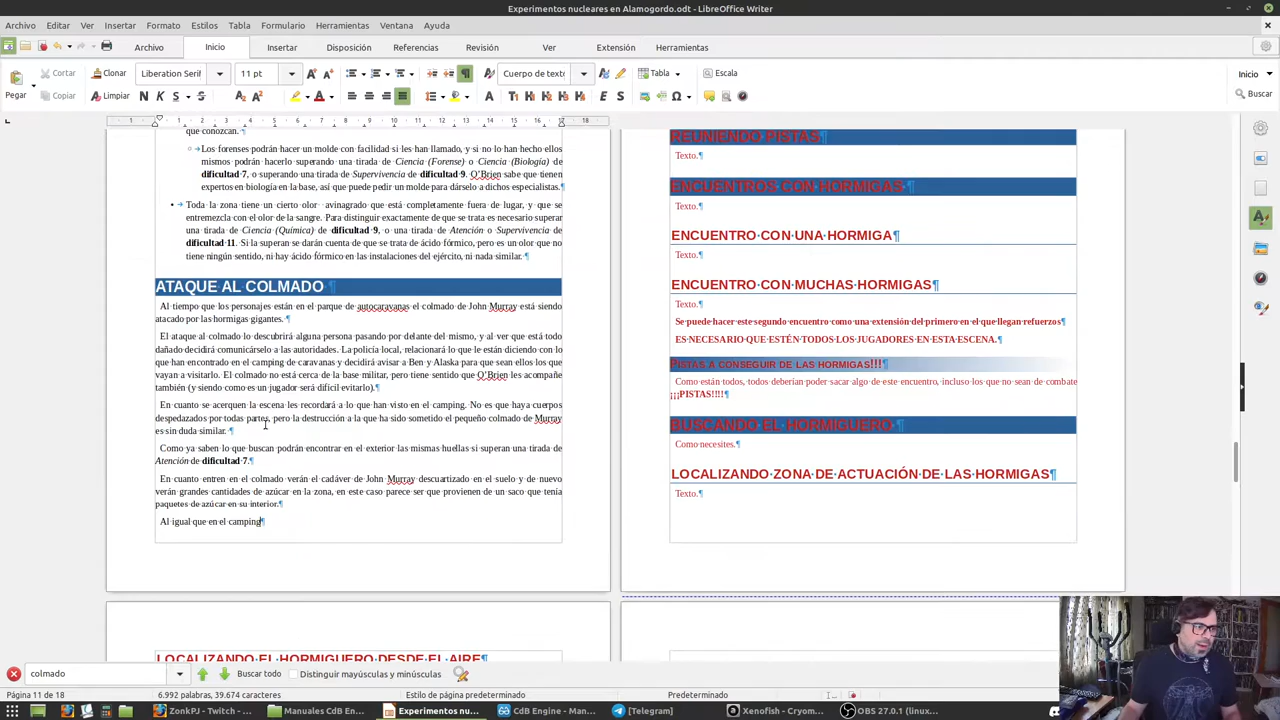 Experimentos nucleares en Alamogordo.odt - LibreOffice Writer
Archivo Editar Ver Insertar Formato Estilos Tabla Formulario Herramientas Ventana Ayuda
Archivo Inicio Insertar Disposición Referencias Revisión Ver Extensión Herramientas
Cortar Clonar Liberation Serif 11 pt Cuerpo de texto Tabla Escala Inicio
Pegar Copiar Limpiar Buscar
que conozcan.¶
Los forenses podrán hacer un molde con facilidad si les han llamado, y si no lo han hecho ellos
mismos podrán hacerlo superando una tirada de Ciencia (Forense) o Ciencia (Biología) de
dificultad 7, o superando una tirada de Supervivencia de dificultad 9. O'Brien sabe que tienen
expertos en biología en la base, así que puede pedir un molde para dárselo a dichos especialistas.¶
• Toda la zona tiene un cierto olor avinagrado que está completamente fuera de lugar, y se
entremezcla con el olor de la sangre. Para distinguir exactamente de que se trata es necesario superar
una tirada de Ciencia (Química) de dificultad 9, o una tirada de Atención o Supervivencia de
dificultad 11. Si la superan se darán cuenta de que se trata de ácido fórmico, pero es un olor que no
tiene ningún sentido, ni hay ácido fórmico en las instalaciones del ejército, ni nada similar. ¶
ATAQUE AL COLMADO ¶
Al tiempo que los personajes están en el parque de autocaravanas el colmado de John Murray está siendo
atacado por las hormigas gigantes. ¶
El ataque al colmado lo descubrirá alguna persona pasando por delante del mismo, y al ver que está todo
dañado decidirá comunicárselo a las autoridades. La policía local, relacionará lo que le están diciendo con lo
que han encontrado en el camping de caravanas y decidirá avisar a Ben y Alaska para que sean ellos los que
vayan a visitarlo. El colmado no está cerca de la base militar, pero tiene sentido que O'Brien les acompañe
también (y siendo como es un jugador será difícil evitarlo).¶
En cuanto se acerquen la escena les recordará a lo que han visto en el camping. No es que haya cuerpos
despedazados por todas partes, pero la destrucción a la que ha sido sometido el pequeño colmado de Murray
es sin duda similar. ¶
Como ya saben lo que buscan podrán encontrar en el exterior las mismas huellas si superan una tirada de
Atención de dificultad 7.¶
En cuanto entren en el colmado verán el cadáver de John Murray descuartizado en el suelo y de nuevo
verán grandes cantidades de azúcar en la zona, en este caso parece ser que provienen de un saco que tenía
paquetes de azúcar en su interior.¶
Al igual que en el camping¶
REUNIENDO PISTAS¶
Texto.¶
ENCUENTROS CON HORMIGAS ¶
Texto.¶
ENCUENTRO CON UNA HORMIGA¶
Texto.¶
ENCUENTRO CON MUCHAS HORMIGAS¶
Texto.¶
Se puede hacer este segundo encuentro como una extensión del primero en el que llegan refuerzos¶
ES NECESARIO QUE ESTÉN TODOS LOS JUGADORES EN ESTA ESCENA.¶
PISTAS A CONSEGUIR DE LAS HORMIGAS!!!¶
Como están todos, todos deberían poder sacar algo de este encuentro, incluso los que no sean de combate
¡¡¡PISTAS!!!!¶
BUSCANDO EL HORMIGUERO ¶
Como necesites.¶
LOCALIZANDO ZONA DE ACTUACIÓN DE LAS HORMIGAS¶
Texto.¶
LOCALIZANDO EL HORMIGUERO DESDE EL AIRE¶
colmado Buscar todo Distinguir mayúsculas y minúsculas
Página 11 de 18 6.992 palabras, 39.674 caracteres Estilo de página predeterminado Predeterminado
ZonkPJ - Twitch - ... Manuales CdB En... Experimentos nu... CdB Engine - Man... [Telegram] Xenofish – Cryom... OBS 27.0.1 (linux...